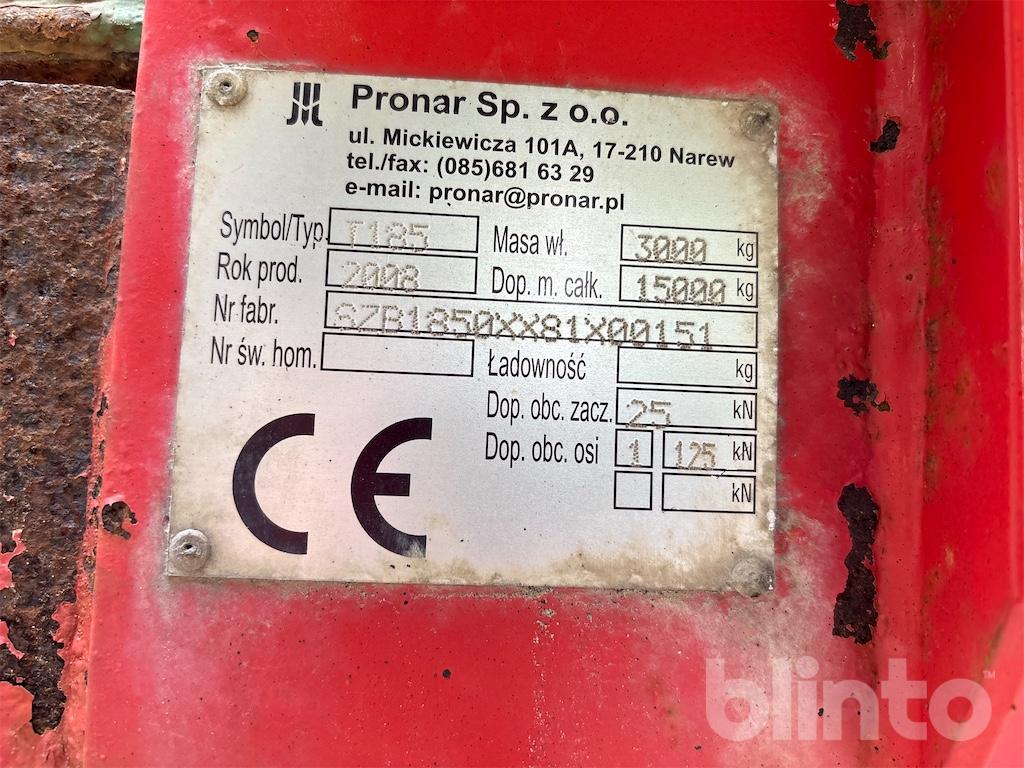 Pronar Sp. z o.o.
ul. Mickiewicza 101A, 17-210 Narew
tel./fax: (085)681 63 29
e-mail: pronar@pronar.pl
Symbol/Typ. T185 Masa wł. 3000 kg
Rok prod. 2008 Dop. m. całk. 15000 kg
Nr fabr. SZB1850XX81X00151
Nr św. hom. Ładowność kg
Dop. obc. zacz. 25 kN
Dop. obc. osi 1 125 kN
kN
CE
blinto™